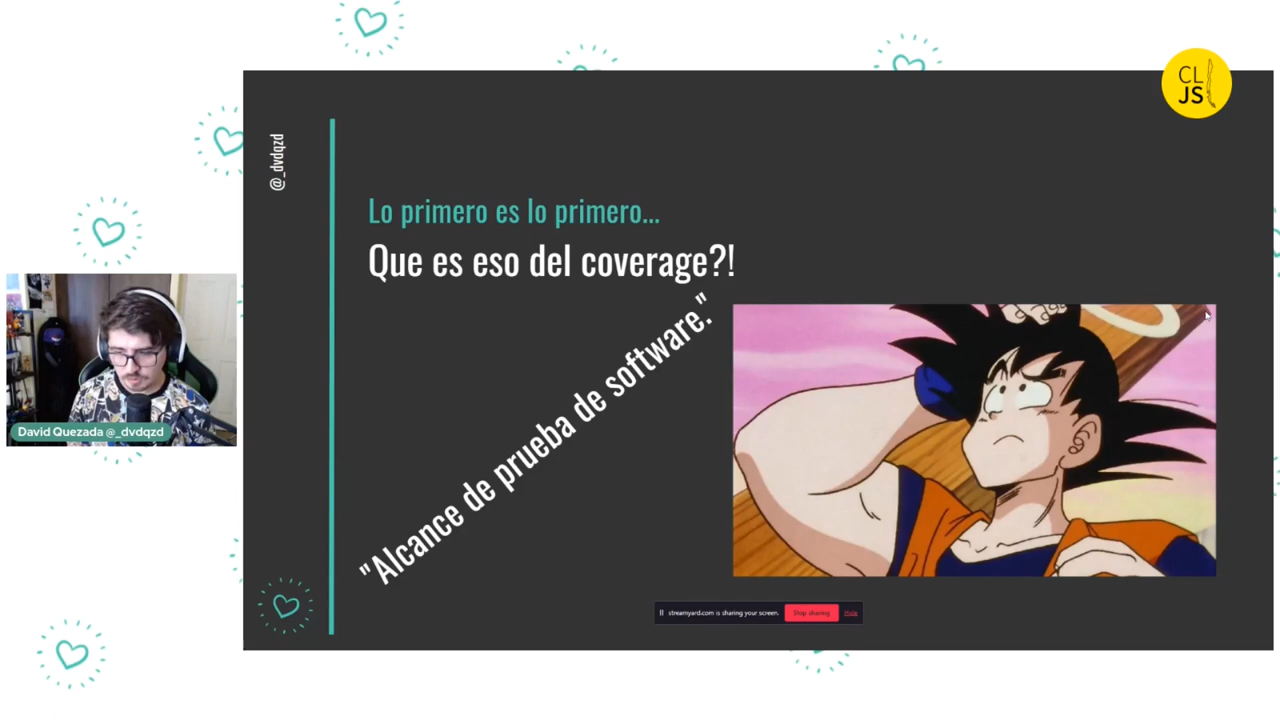 CL
JS
@_dvdqzd
Lo primero es lo primero...
Que es eso del coverage?!
"Alcance de prueba de software".
David Quezada @_dvdqzd
streamyard.com is sharing your screen.
Stop sharing
Hide